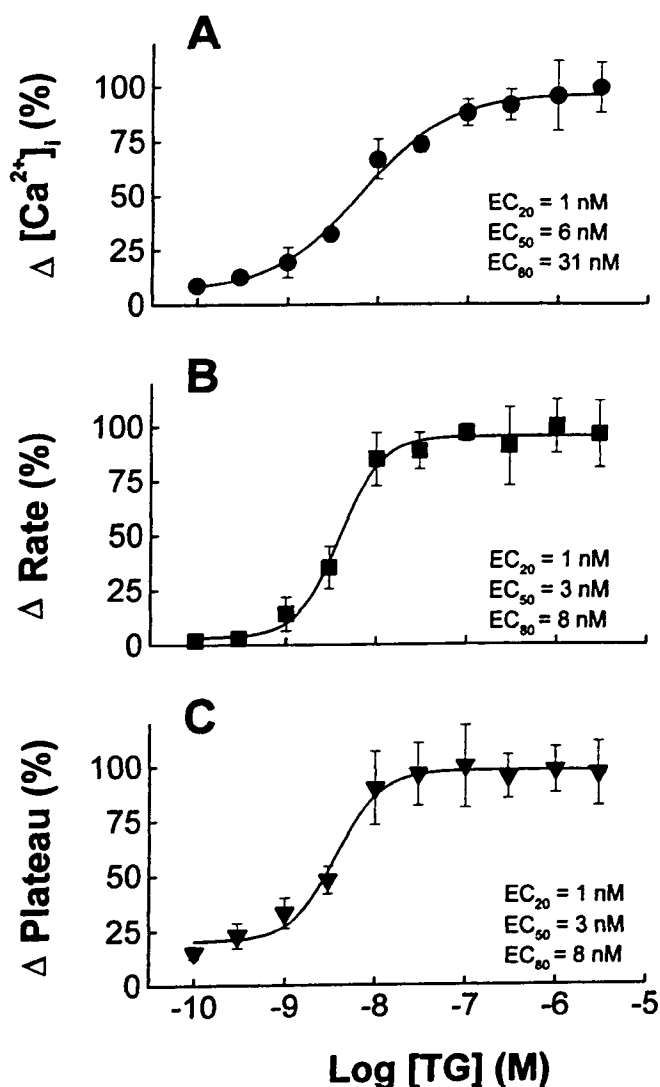 A
Δ [Ca²⁺]ᵢ (%)
100
75
50
25
0
EC₂₀ = 1 nM
EC₅₀ = 6 nM
EC₈₀ = 31 nM
B
Δ Rate (%)
100
75
50
25
0
EC₂₀ = 1 nM
EC₅₀ = 3 nM
EC₈₀ = 8 nM
C
Δ Plateau (%)
100
75
50
25
0
EC₂₀ = 1 nM
EC₅₀ = 3 nM
EC₈₀ = 8 nM
-10 -9 -8 -7 -6 -5
Log [TG] (M)